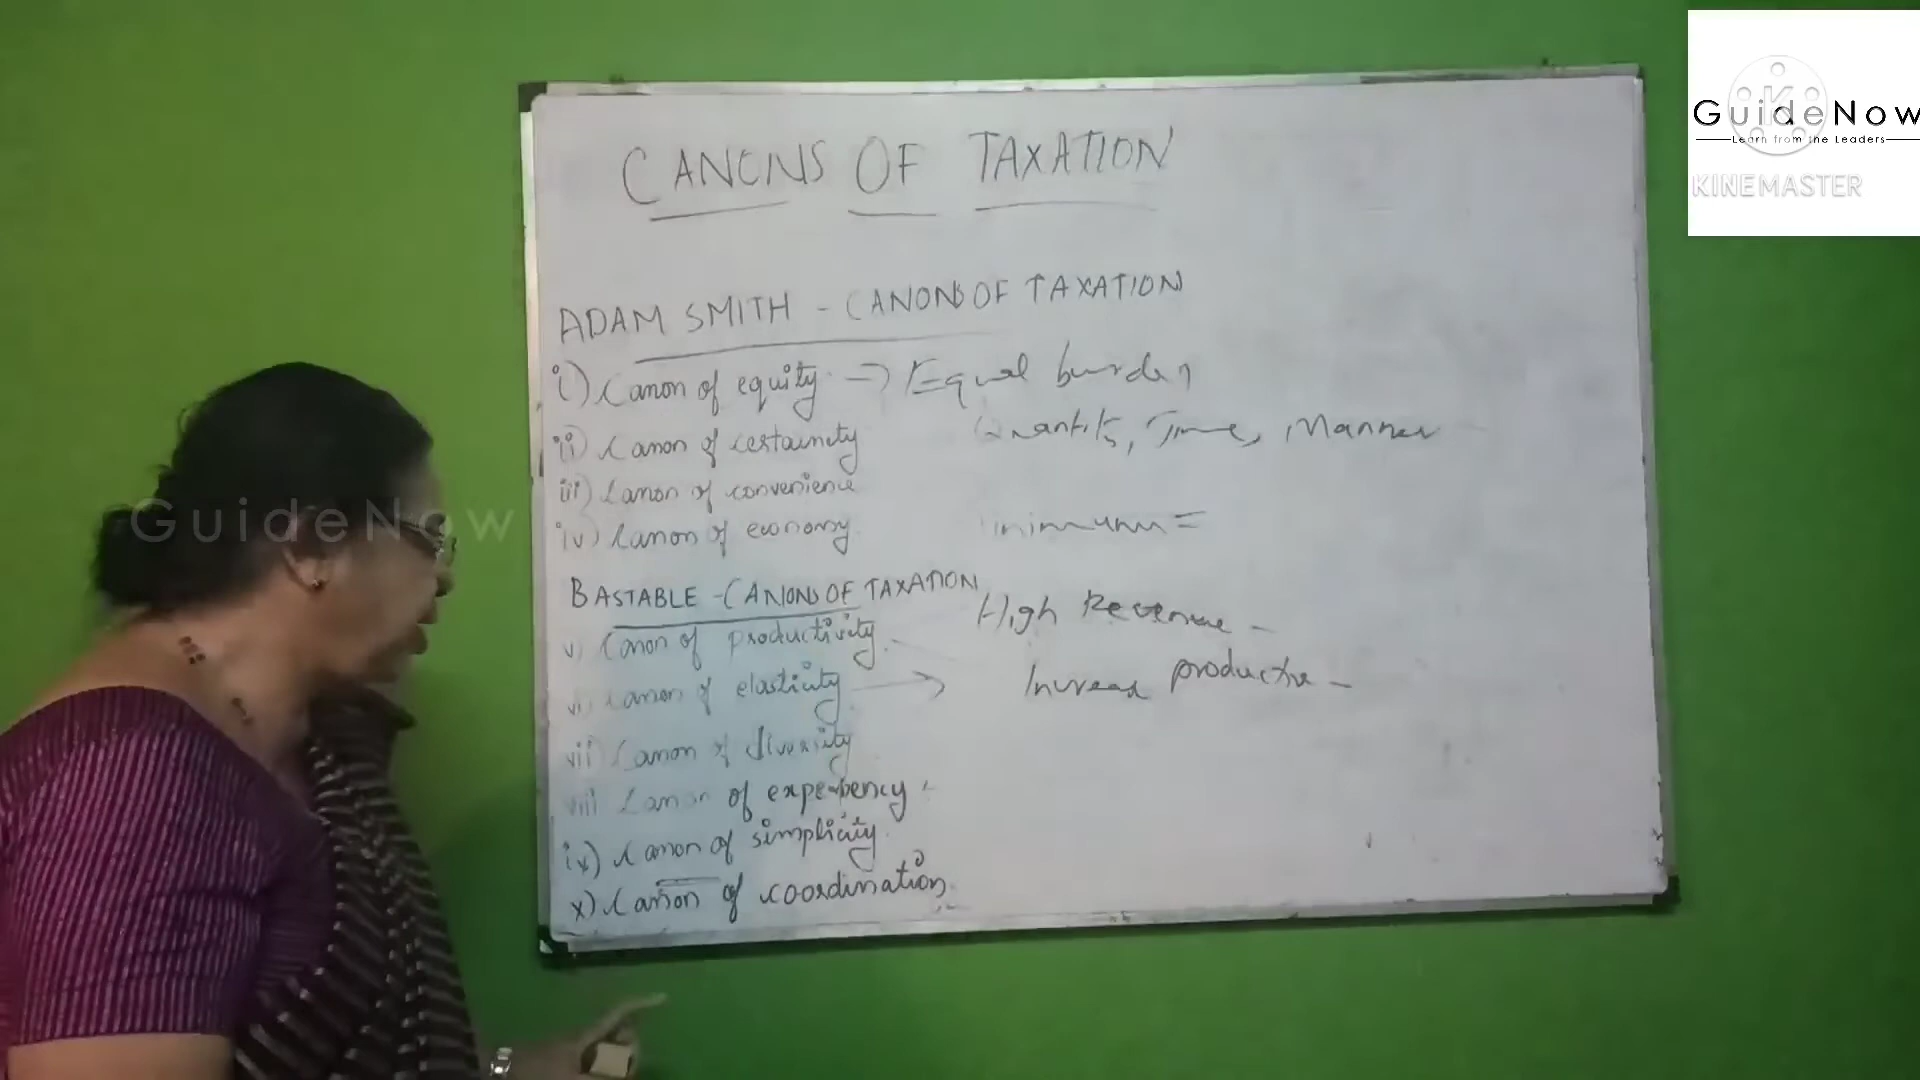 CANONS OF TAXATION
ADAM SMITH - CANONS OF TAXATION
i) Canon of equity → Equal burden
ii) Canon of certainity Quantity, Time, Manner
iii) Canon of convenience
iv) Canon of economy. inimum =
BASTABLE - CANONS OF TAXATION
v) Canon of productivity. High Revenue -
vi) Canon of elasticity → Increase productive -
vii) Canon of diversity
viii) Canon of
ix) Canon of simplicity.
x) Canon of coordination.
GuideNow
Learn from the Leaders
KINEMASTER
GuideNow